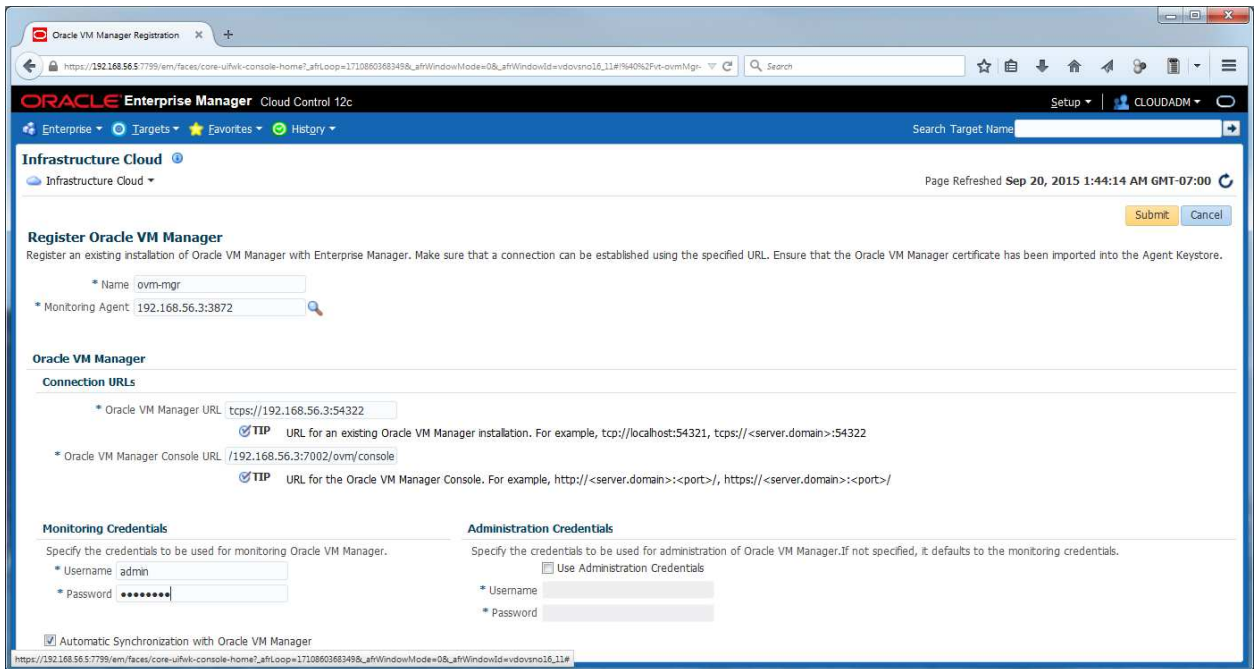 Oracle VM Manager Registration
https://192.168.56.5:7799/em/faces/core-uifwk-console-home?_afrLoop=1710860368349&_afrWindowMode=0&_afrWindowId=vdovsno16_11#!%40%2Fvt-ovmMgr- Search
ORACLE Enterprise Manager Cloud Control 12c Setup CLOUDADM
Enterprise Targets Favorites History Search Target Name
Infrastructure Cloud
Infrastructure Cloud Page Refreshed Sep 20, 2015 1:44:14 AM GMT-07:00
Submit Cancel
Register Oracle VM Manager
Register an existing installation of Oracle VM Manager with Enterprise Manager. Make sure that a connection can be established using the specified URL. Ensure that the Oracle VM Manager certificate has been imported into the Agent Keystore.
* Name ovm-mgr
* Monitoring Agent 192.168.56.3:3872
Oracle VM Manager
Connection URLs
* Oracle VM Manager URL tcps://192.168.56.3:54322
TIP URL for an existing Oracle VM Manager installation. For example, tcp://localhost:54321, tcps://<server.domain>:54322
* Oracle VM Manager Console URL /192.168.56.3:7002/ovm/console
TIP URL for the Oracle VM Manager Console. For example, http://<server.domain>:<port>/, https://<server.domain>:<port>/
Monitoring Credentials Administration Credentials
Specify the credentials to be used for monitoring Oracle VM Manager. Specify the credentials to be used for administration of Oracle VM Manager.If not specified, it defaults to the monitoring credentials.
* Username admin Use Administration Credentials
* Password •••••••• * Username
* Password
Automatic Synchronization with Oracle VM Manager
https://192.168.56.5:7799/em/faces/core-uifwk-console-home?_afrLoop=1710860368349&_afrWindowMode=0&_afrWindowId=vdovsno16_11#